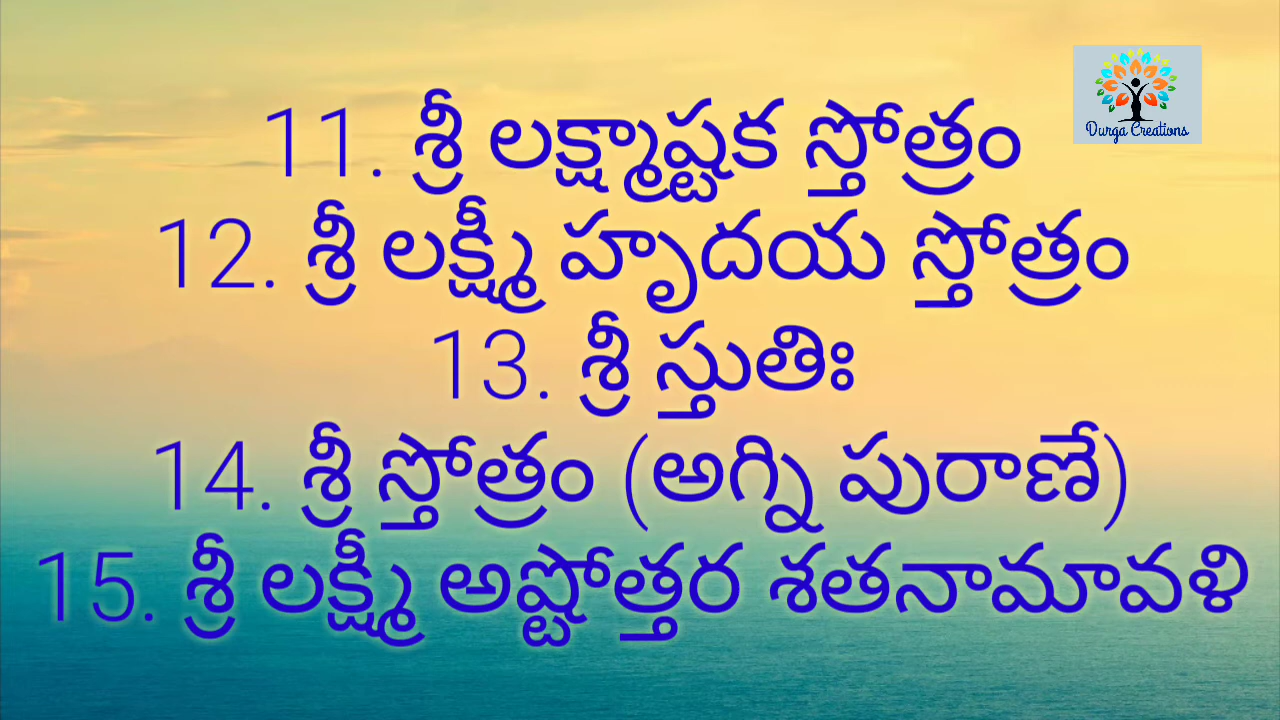 Durga Creations
11. శ్రీ లక్ష్మాష్టక స్తోత్రం
12. శ్రీ లక్ష్మీ హృదయ స్తోత్రం
13. శ్రీ స్తుతిః
14. శ్రీ స్తోత్రం (అగ్ని పురాణే)
15. శ్రీ లక్ష్మీ అష్టోత్తర శతనామావళి